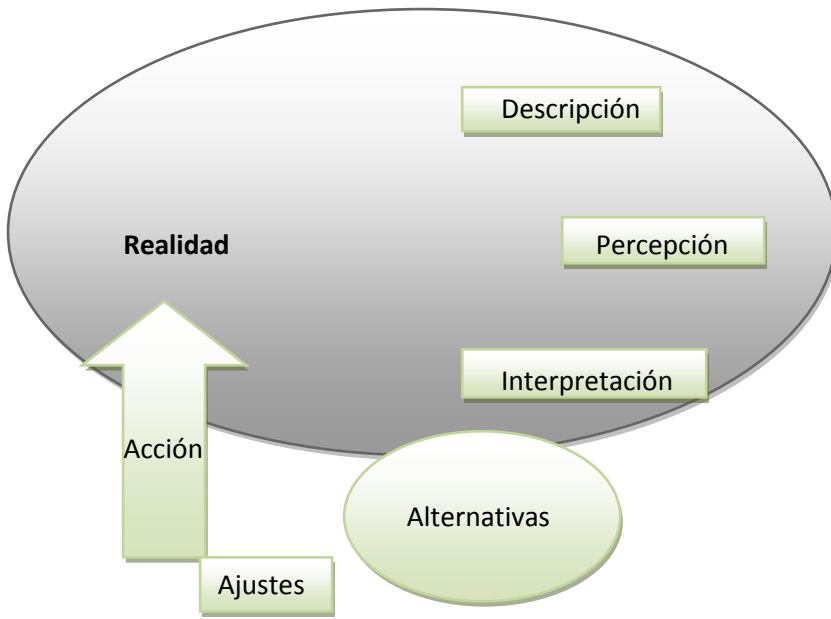 Descripción
Realidad
Percepción
Interpretación
Acción
Alternativas
Ajustes